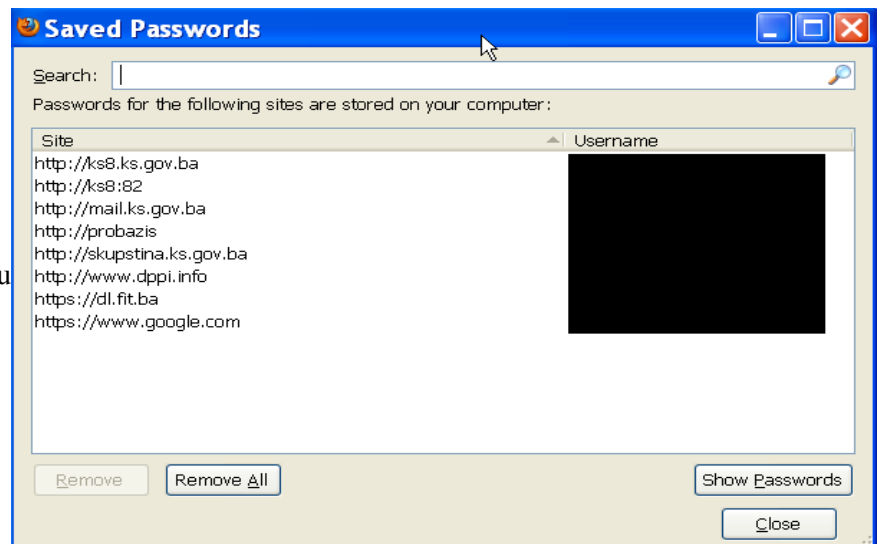 Saved Passwords
Search:
Passwords for the following sites are stored on your computer:
Site Username
http://ks8.ks.gov.ba
http://ks8:82
http://mail.ks.gov.ba
http://probazis
http://skupstina.ks.gov.ba
u
http://www.dppi.info
https://dl.fit.ba
https://www.google.com
Remove Remove All Show Passwords
Close